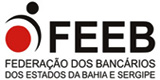 FEEB
FEDERAÇÃO DOS BANCÁRIOS
DOS ESTADOS DA BAHIA E SERGIPE